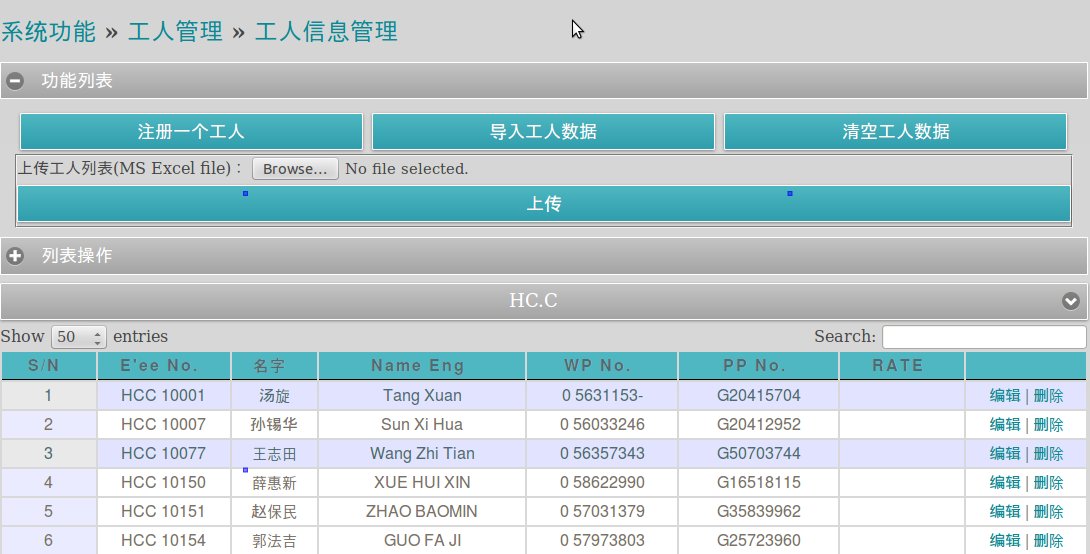 系统功能 » 工人管理 » 工人信息管理
功能列表
注册一个工人 导入工人数据 清空工人数据
上传工人列表(MS Excel file)： Browse... No file selected.
上传
列表操作
HC.C
Show 50 entries Search:
S/N E'ee No. 名字 Name Eng WP No. PP No. RATE
1 HCC 10001 汤旋 Tang Xuan 0 5631153- G20415704 编辑 | 删除
2 HCC 10007 孙锡华 Sun Xi Hua 0 56033246 G20412952 编辑 | 删除
3 HCC 10077 王志田 Wang Zhi Tian 0 56357343 G50703744 编辑 | 删除
4 HCC 10150 薛惠新 XUE HUI XIN 0 58622990 G16518115 编辑 | 删除
5 HCC 10151 赵保民 ZHAO BAOMIN 0 57031379 G35839962 编辑 | 删除
6 HCC 10154 郭法吉 GUO FA JI 0 57973803 G25723960 编辑 | 删除